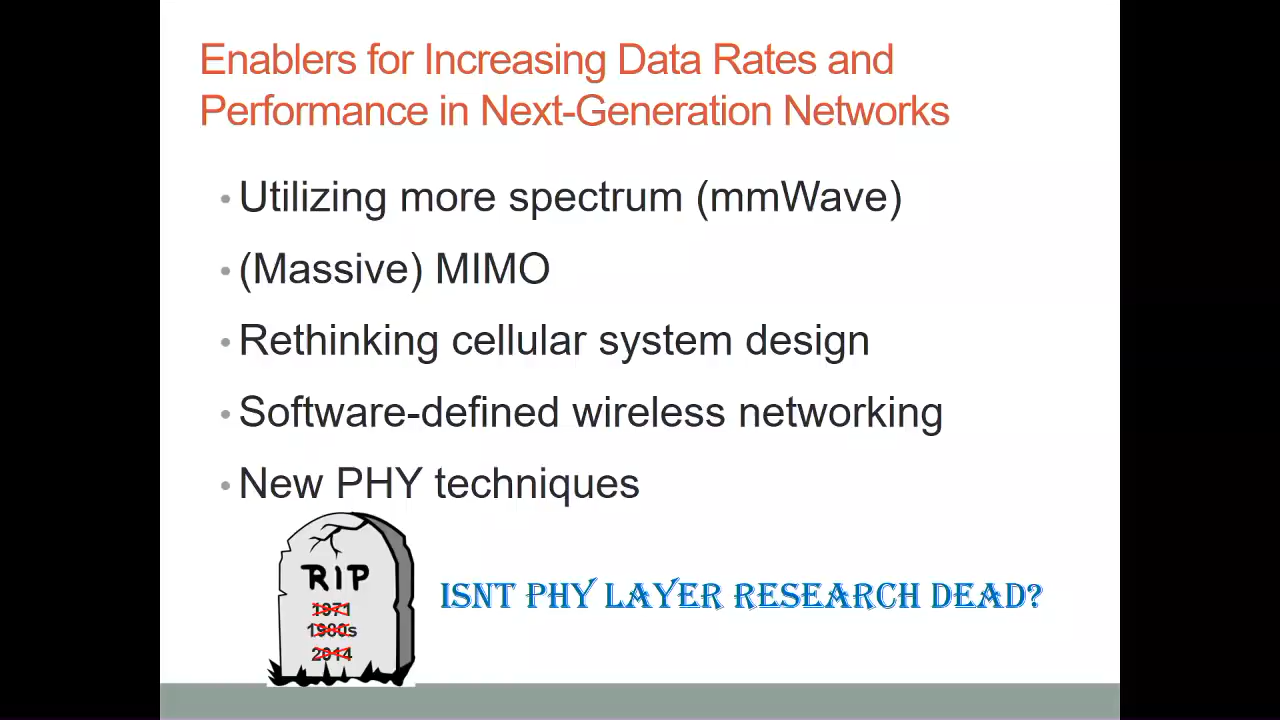 Enablers for Increasing Data Rates and
Performance in Next-Generation Networks
• Utilizing more spectrum (mmWave)
• (Massive) MIMO
• Rethinking cellular system design
• Software-defined wireless networking
• New PHY techniques
RIP
1971
1980s
2014
ISNT PHY LAYER RESEARCH DEAD?